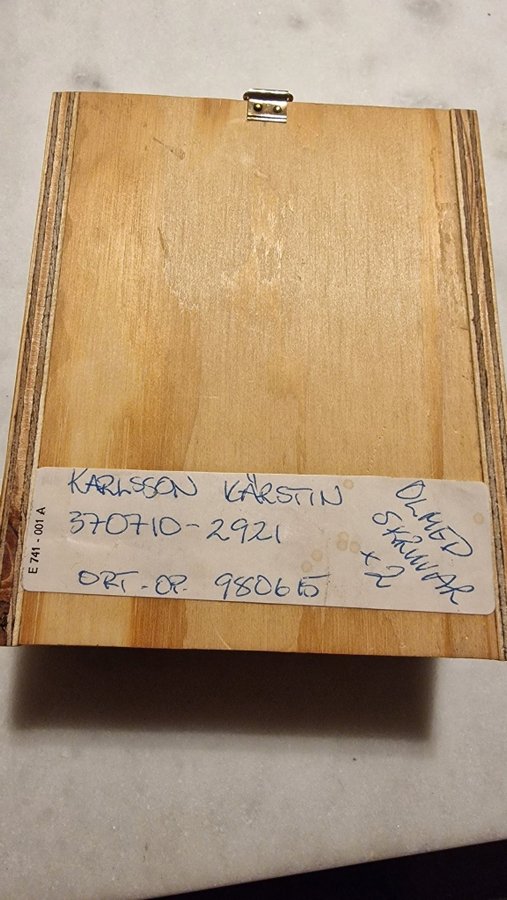 KARLSSON KÄRSTIN
370710-2921
ORT-OP. 980615
OLMED
SKRUVAR
x2
E 741 - 001 A